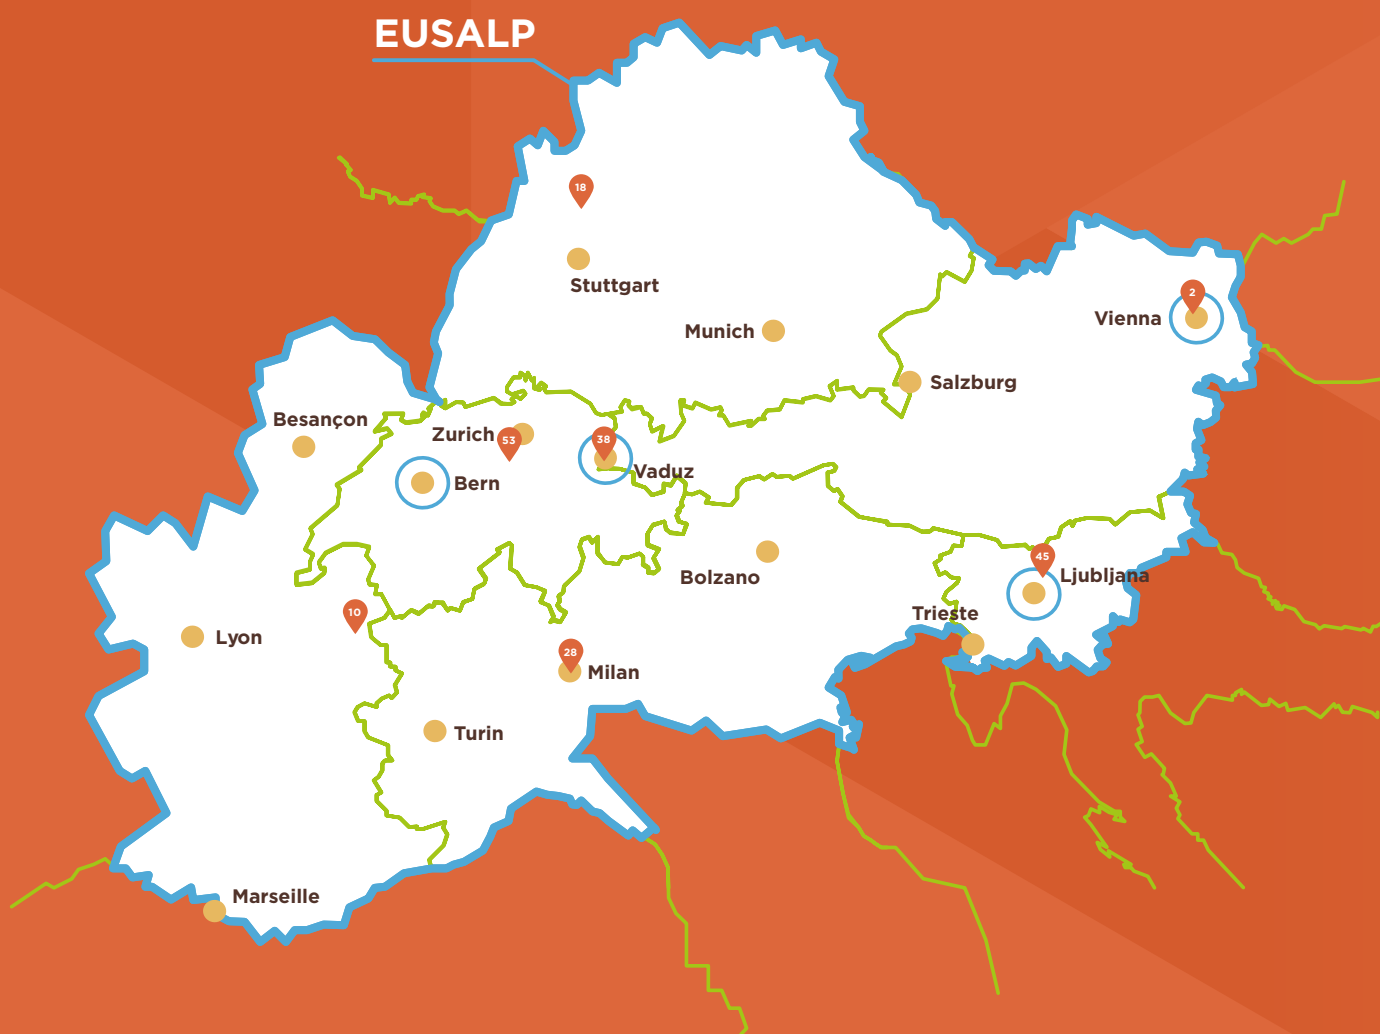 EUSALP
18
Stuttgart
2
Vienna
Munich
Salzburg
Besançon
Zurich
53
38
Vaduz
Bern
45
Ljubljana
Bolzano
Trieste
10
Lyon
28
Milan
Turin
Marseille